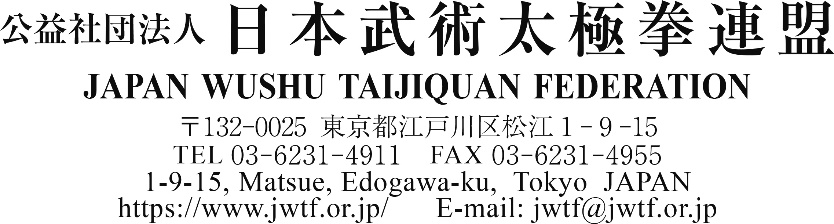 公益社団法人 日本武術太極拳連盟
JAPAN WUSHU TAIJIQUAN FEDERATION
〒132-0025 東京都江戸川区松江1-9-15
TEL 03-6231-4911 FAX 03-6231-4955
1-9-15, Matsue, Edogawa-ku, Tokyo JAPAN
https://www.jwtf.or.jp/ E-mail: jwtf@jwtf.or.jp